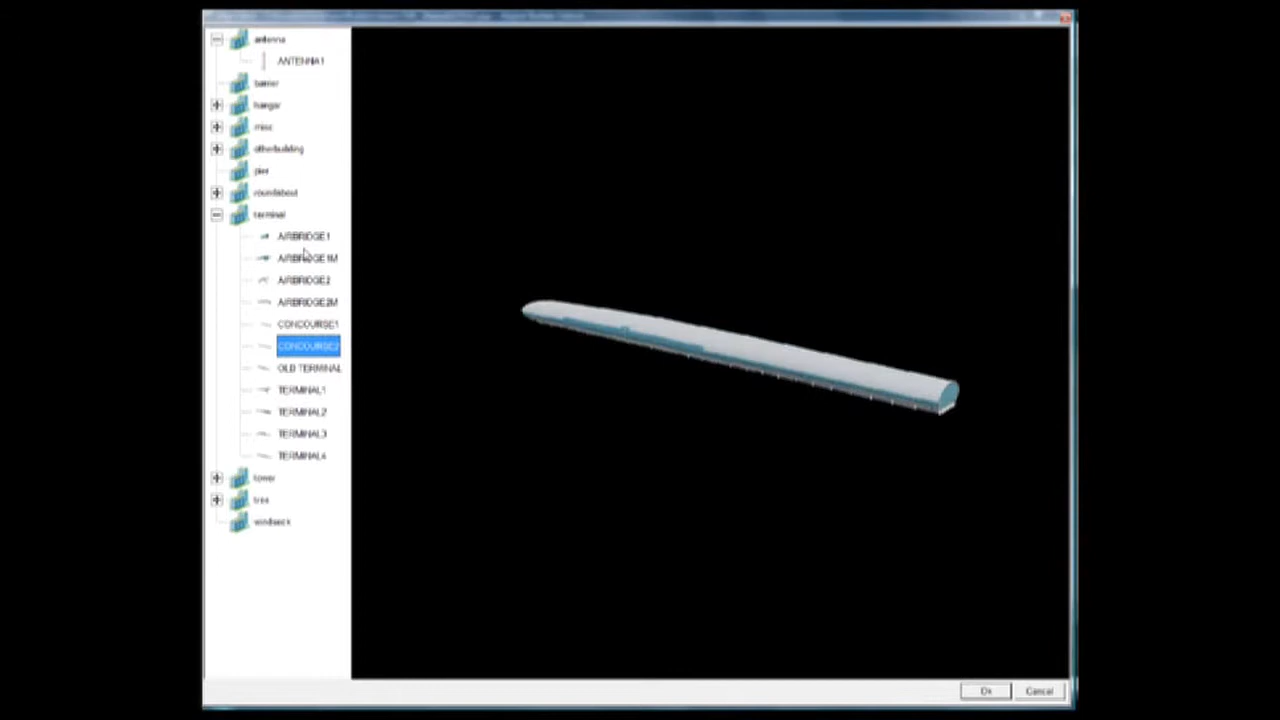 antenna
ANTENNA1
barrier
hangar
misc
otherbuilding
pier
roundabout
terminal
AIRBRIDGE1
AIRBRIDGE1M
AIRBRIDGE2
AIRBRIDGE2M
CONCOURSE1
CONCOURSE2
OLD TERMINAL
TERMINAL1
TERMINAL2
TERMINAL3
TERMINAL4
tower
tree
windsock
Ok
Cancel